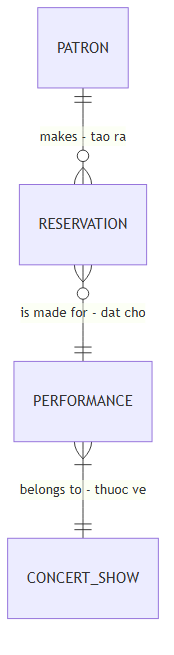 PATRON
makes - tao ra
RESERVATION
is made for - dat cho
PERFORMANCE
belongs to - thuoc ve
CONCERT_SHOW